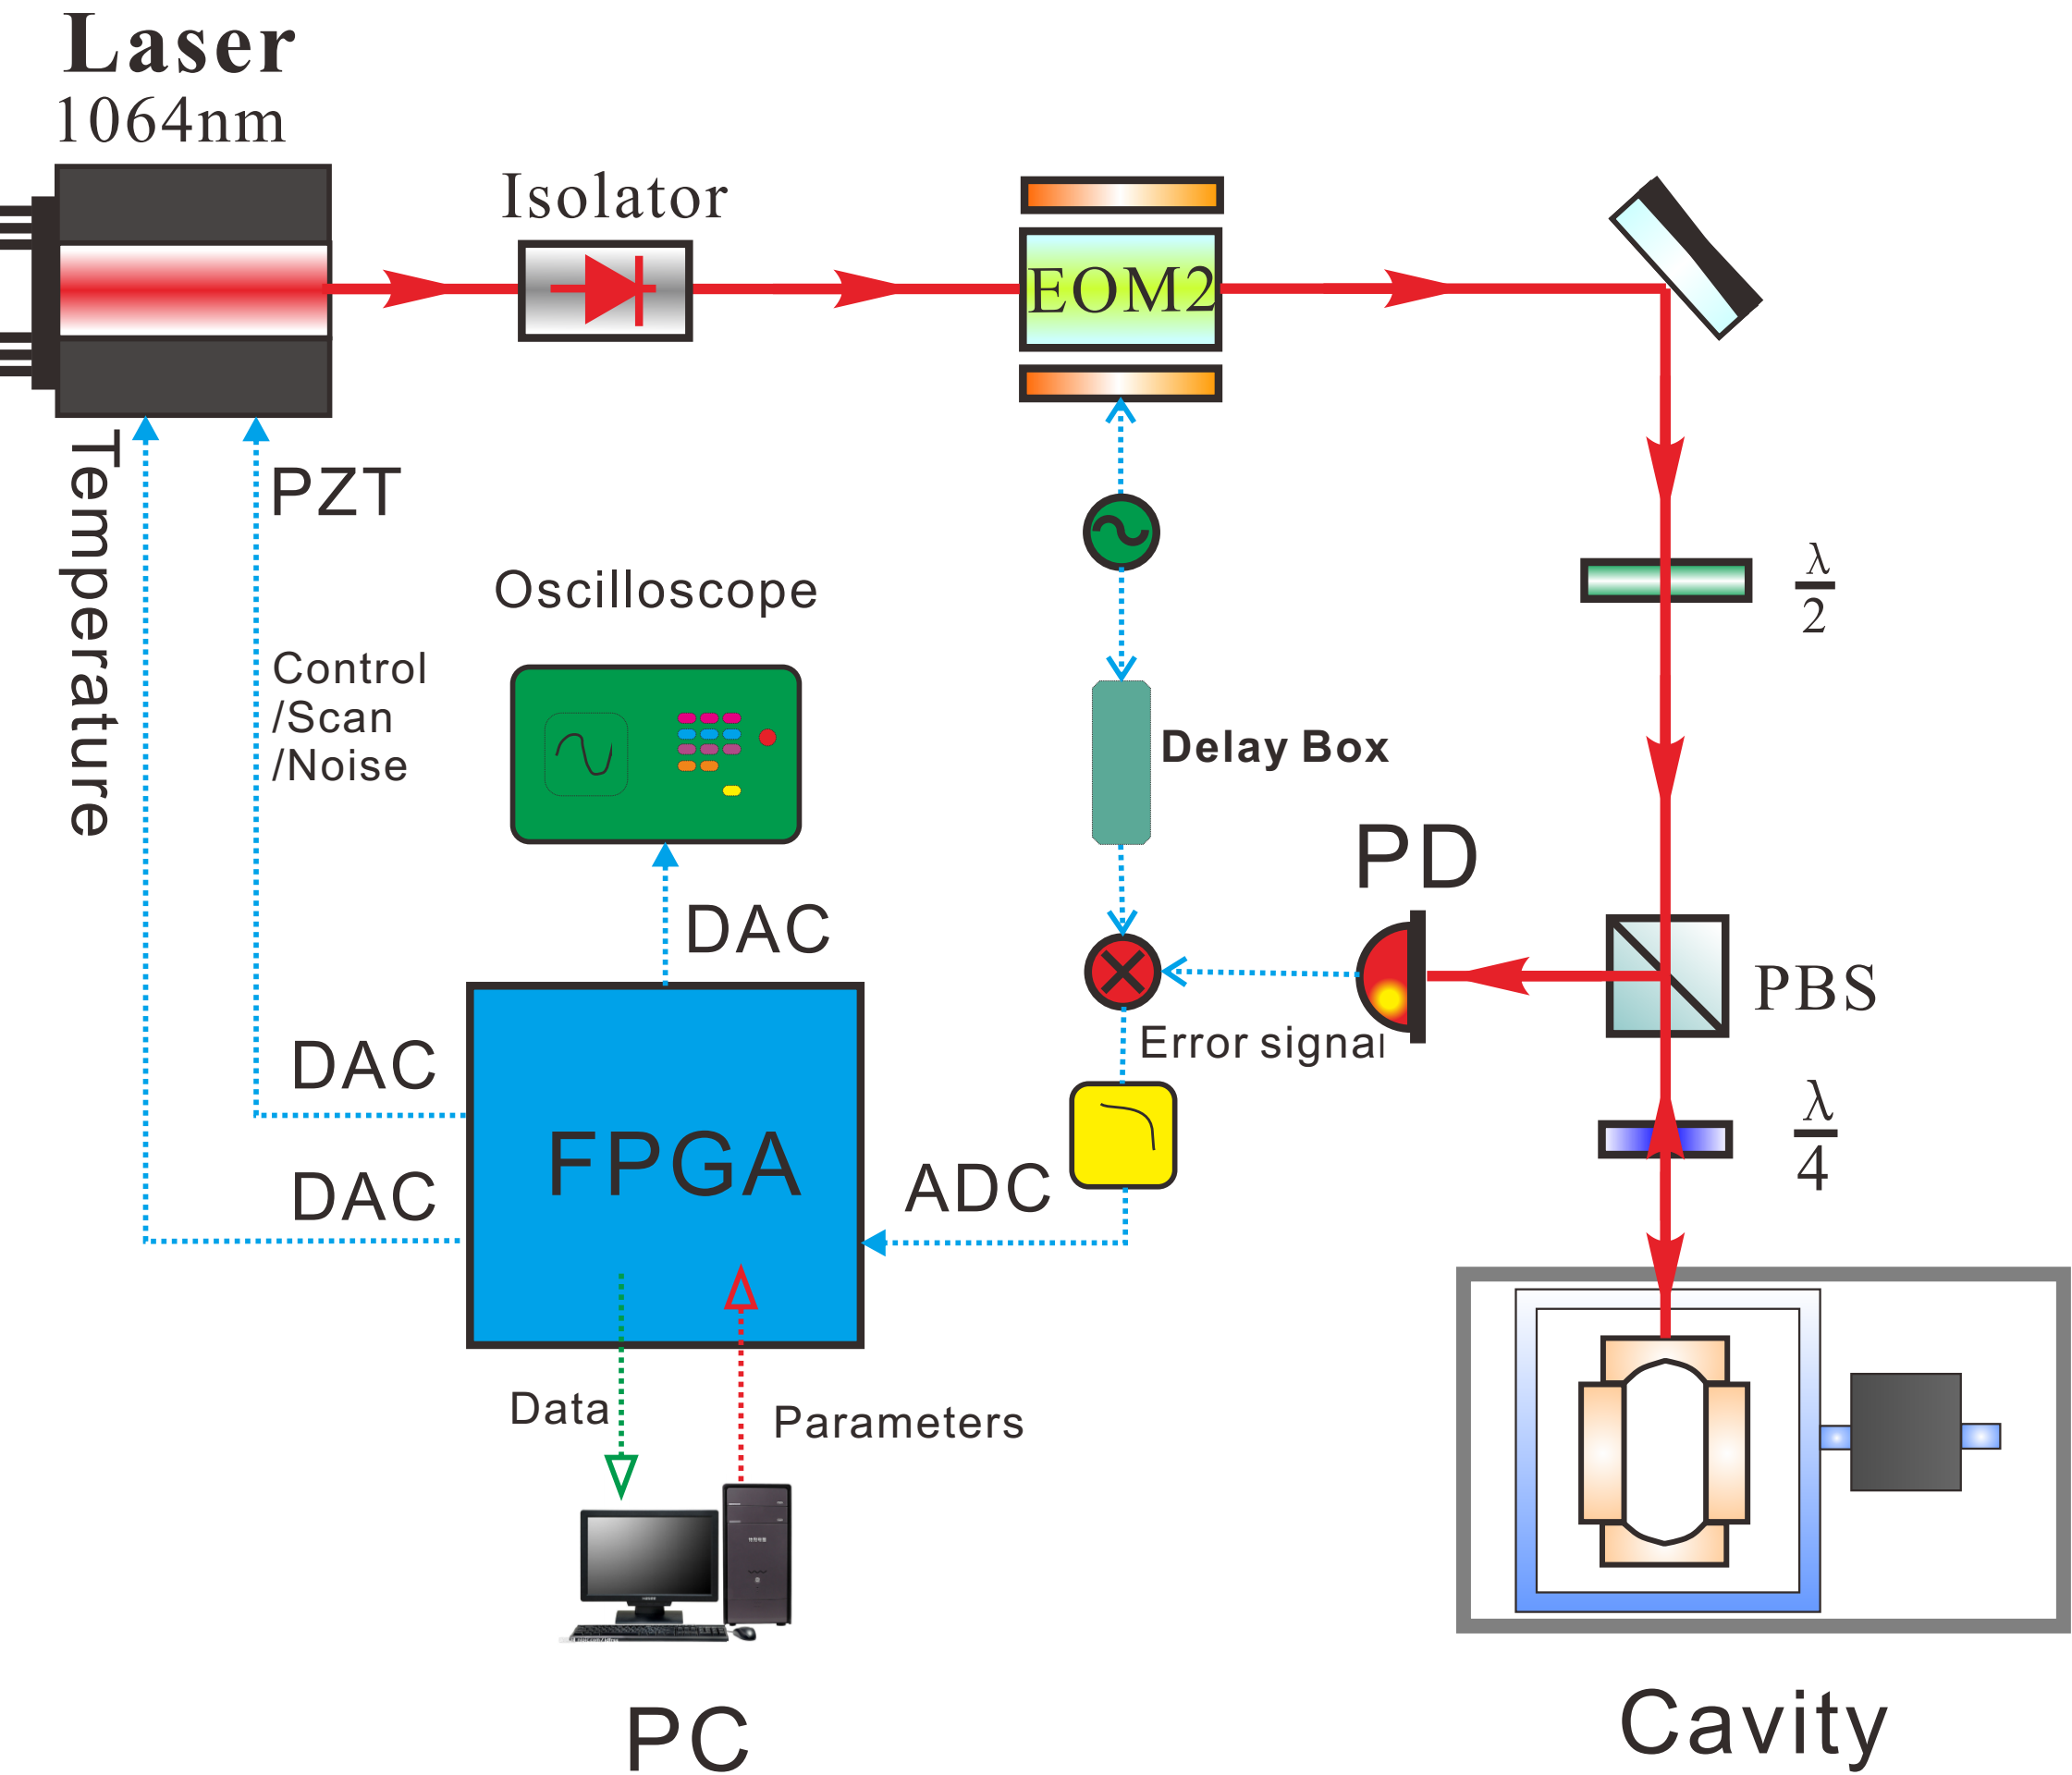 Laser
1064nm
Isolator
EOM2
Temperature
PZT
Control
/Scan
/Noise
Oscilloscope
λ
2
Delay Box
PD
DAC
PBS
Error signal
DAC
FPGA
ADC
λ
4
DAC
Data
Parameters
PC
Cavity